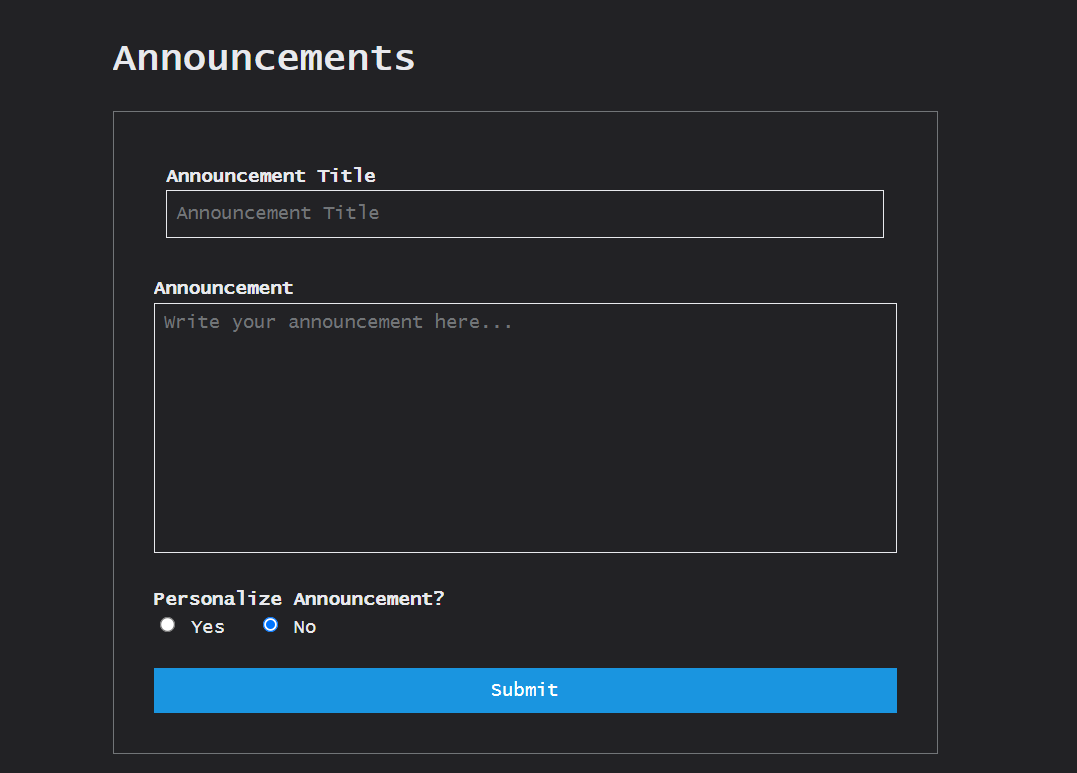 Announcements
Announcement Title
Announcement Title
Announcement
Write your announcement here...
Personalize Announcement?
Yes No
Submit